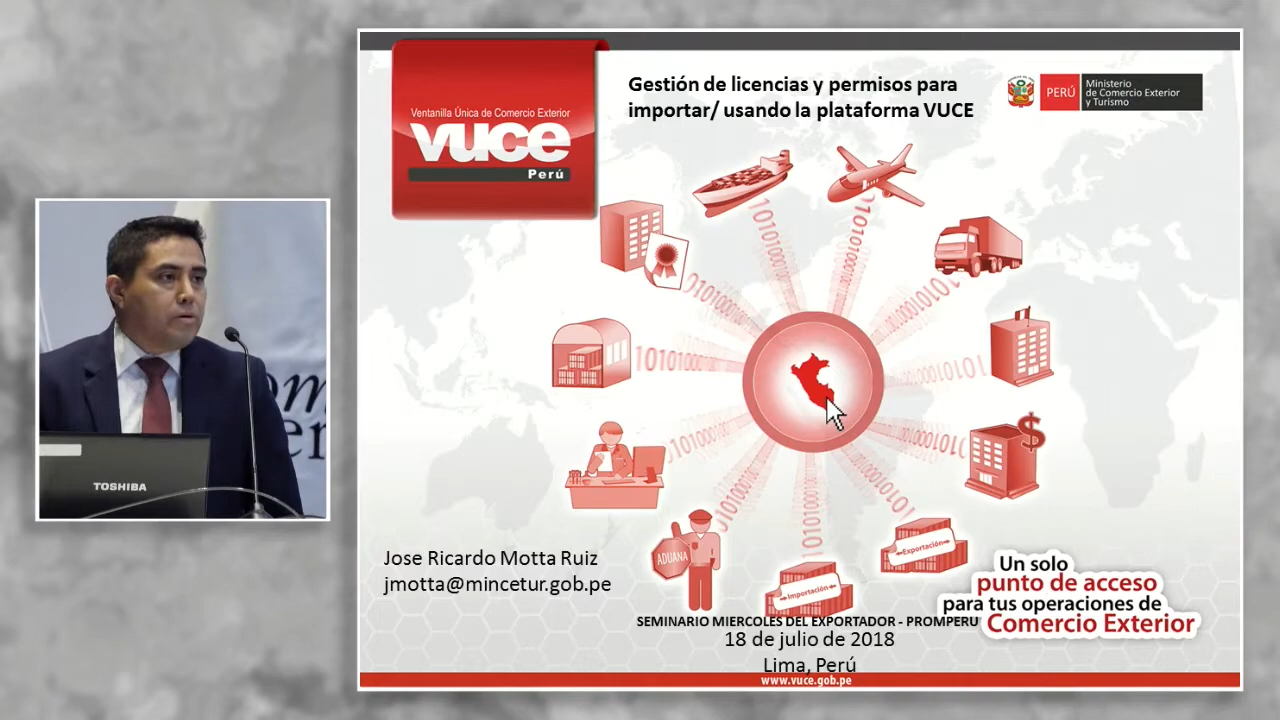 Ventanilla Única de Comercio Exterior
vuce
Perú
Gestión de licencias y permisos para
importar/ usando la plataforma VUCE
PERÚ
Ministerio
de Comercio Exterior
y Turismo
TOSHIBA
ADUANA
Importación
Exportación
Jose Ricardo Motta Ruiz
jmotta@mincetur.gob.pe
Un solo
punto de acceso
para tus operaciones de
Comercio Exterior
SEMINARIO MIERCOLES DEL EXPORTADOR - PROMPERU
18 de julio de 2018
Lima, Perú
www.vuce.gob.pe